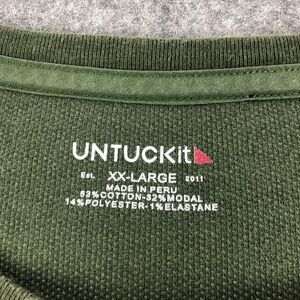 UNTUCKit
Est. XX-LARGE 2011
MADE IN PERU
53%COTTON-32%MODAL
14%POLYESTER-1%ELASTANE